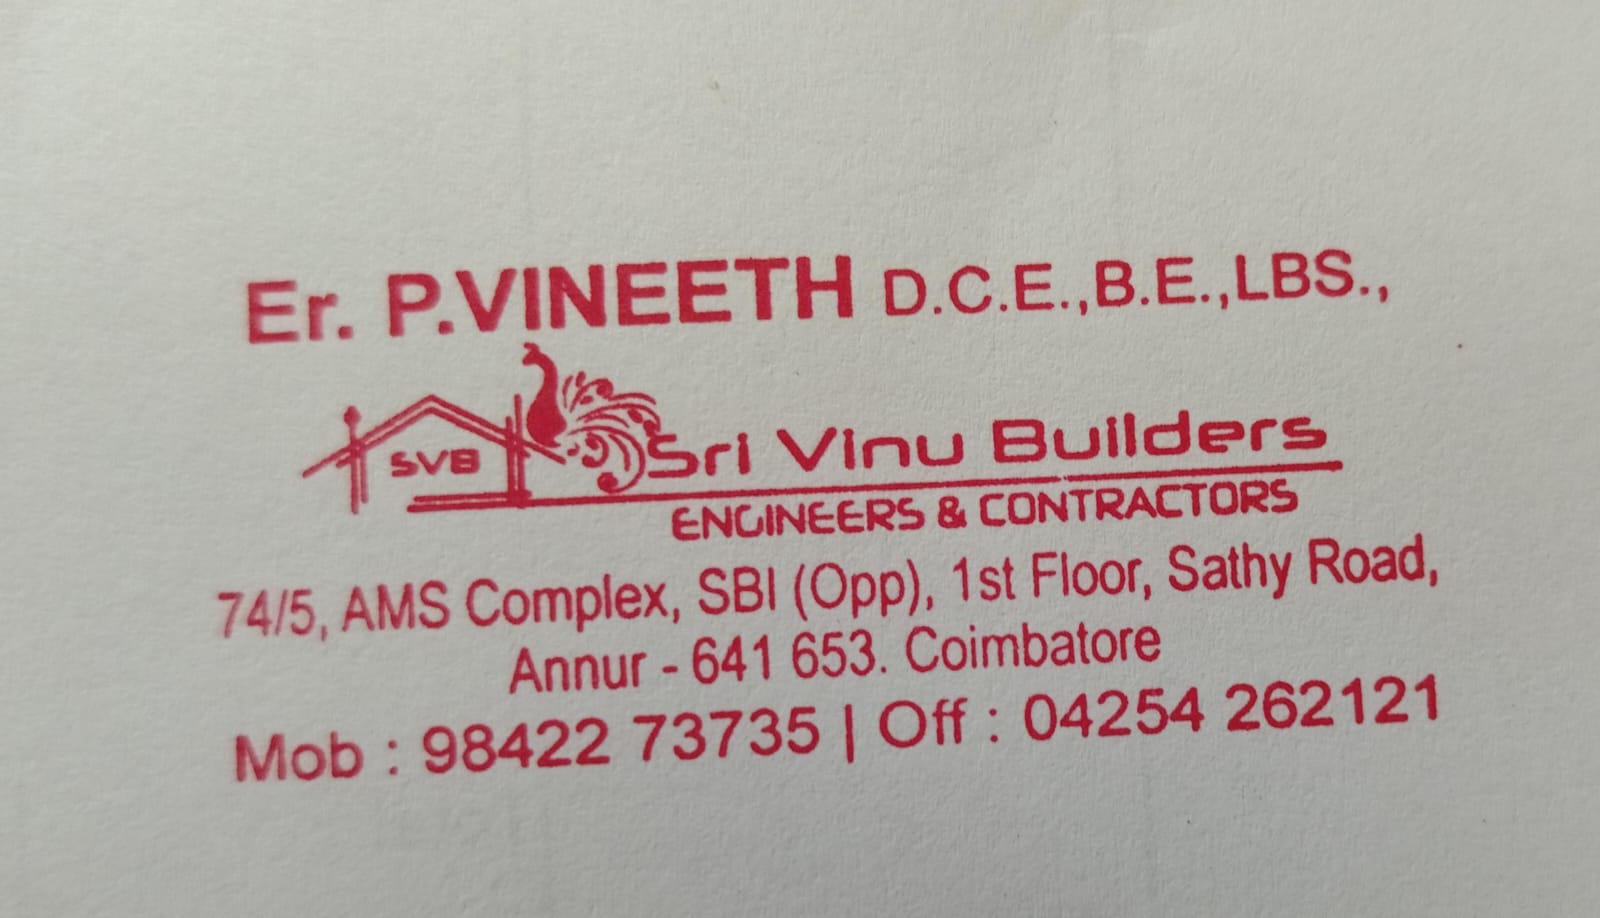 Er. P.VINEETH D.C.E.,B.E.,LBS.,
SVB
Sri Vinu Builders
ENGINEERS & CONTRACTORS
74/5, AMS Complex, SBI (Opp), 1st Floor, Sathy Road,
Annur - 641 653. Coimbatore
Mob : 98422 73735 | Off : 04254 262121